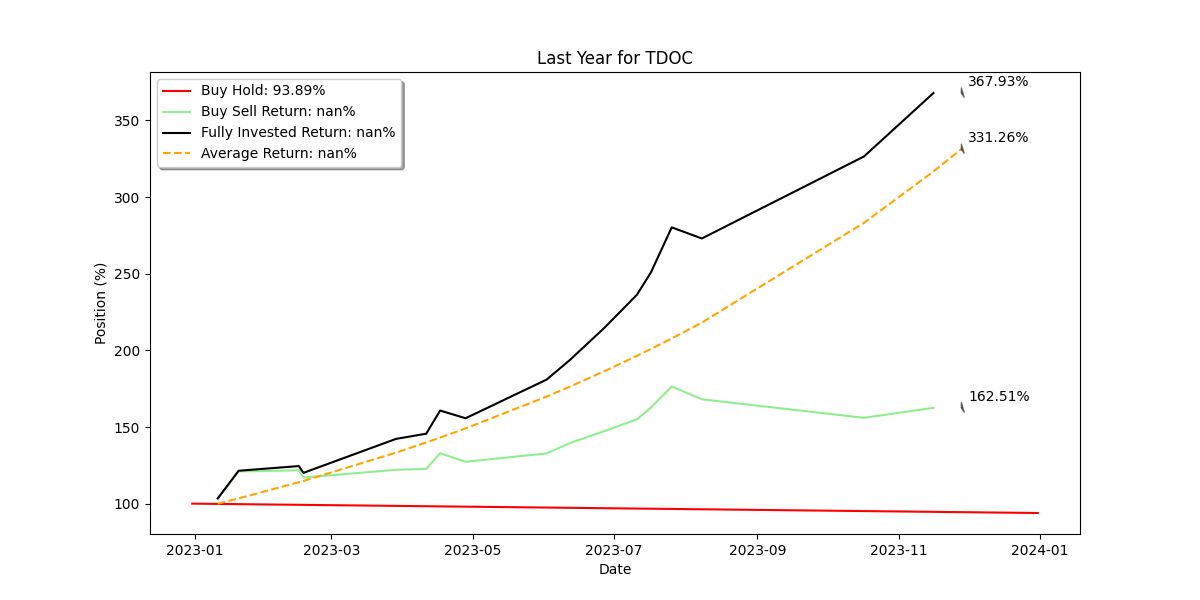 Last Year for TDOC
Buy Hold: 93.89%
Buy Sell Return: nan%
Fully Invested Return: nan%
Average Return: nan%
367.93%
331.26%
162.51%
Position (%)
350
300
250
200
150
100
2023-01
2023-03
2023-05
2023-07
2023-09
2023-11
2024-01
Date